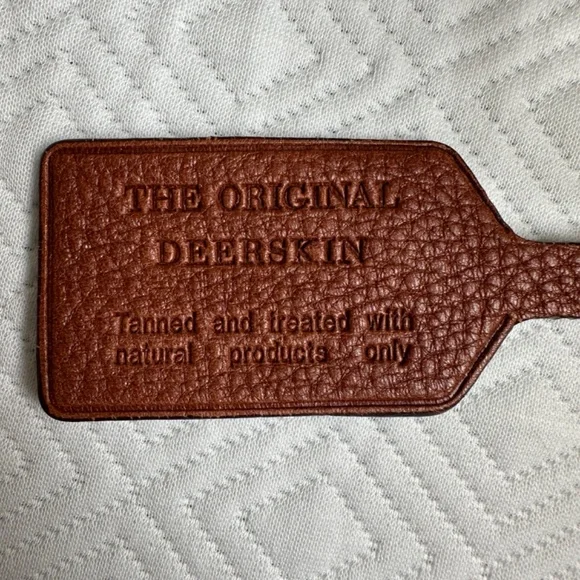 THE ORIGINAL
DEERSKIN
Tanned and treated with
natural products only